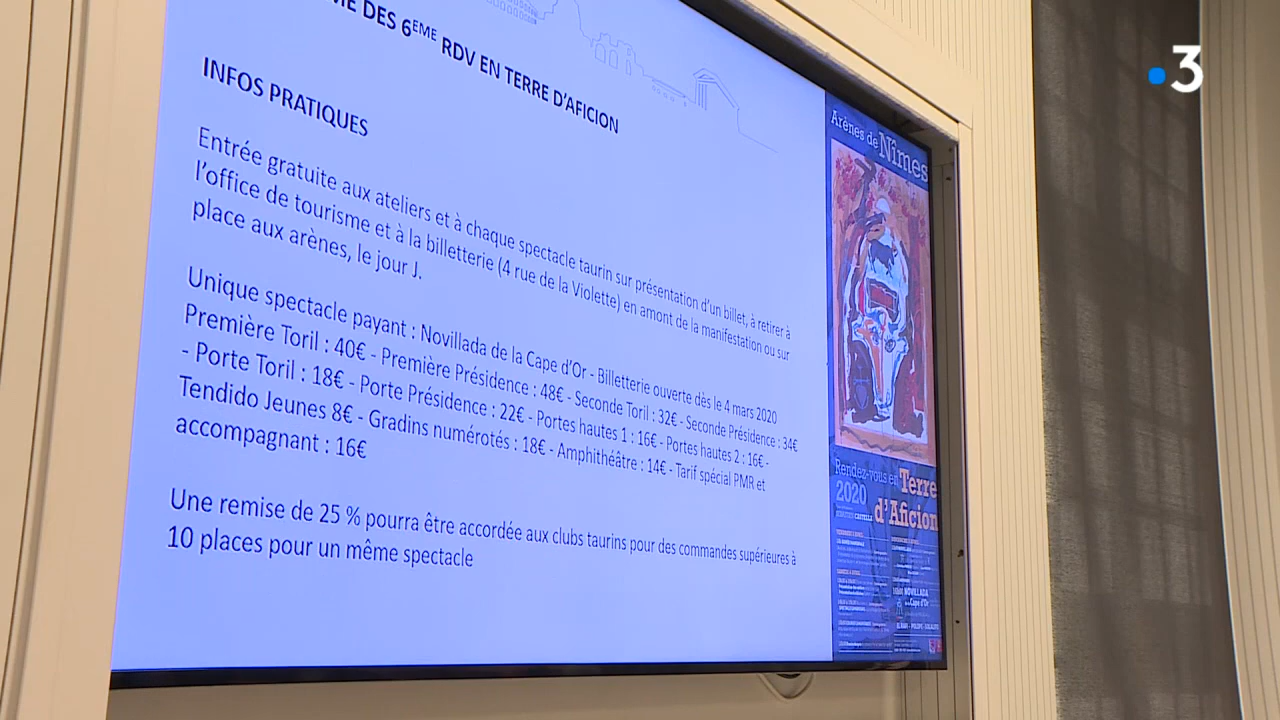 ME DES 6EME RDV EN TERRE D'AFICION
INFOS PRATIQUES
Entrée gratuite aux ateliers et à chaque spectacle taurin sur présentation d'un billet, à retirer à
l'office de tourisme et à la billetterie (4 rue de la Violette) en amont de la manifestation ou sur
place aux arènes, le jour J.
Unique spectacle payant : Novillada de la Cape d'Or - Billetterie ouverte dès le 4 mars 2020
Première Toril : 40€ - Première Présidence : 48€ - Seconde Toril : 32€ - Seconde Présidence : 34€
- Porte Toril : 18€ - Porte Présidence : 22€ - Portes hautes 1 : 16€ - Portes hautes 2 : 16€ -
Tendido Jeunes 8€ - Gradins numérotés : 18€ - Amphithéâtre : 14€ - Tarif spécial PMR et
accompagnant : 16€
Une remise de 25 % pourra être accordée aux clubs taurins pour des commandes supérieures à
10 places pour un même spectacle
3
Arènes de Nîmes
Rendez-vous en Terre
2020 d'Aficion
NOVILLADA
Cape d'Or